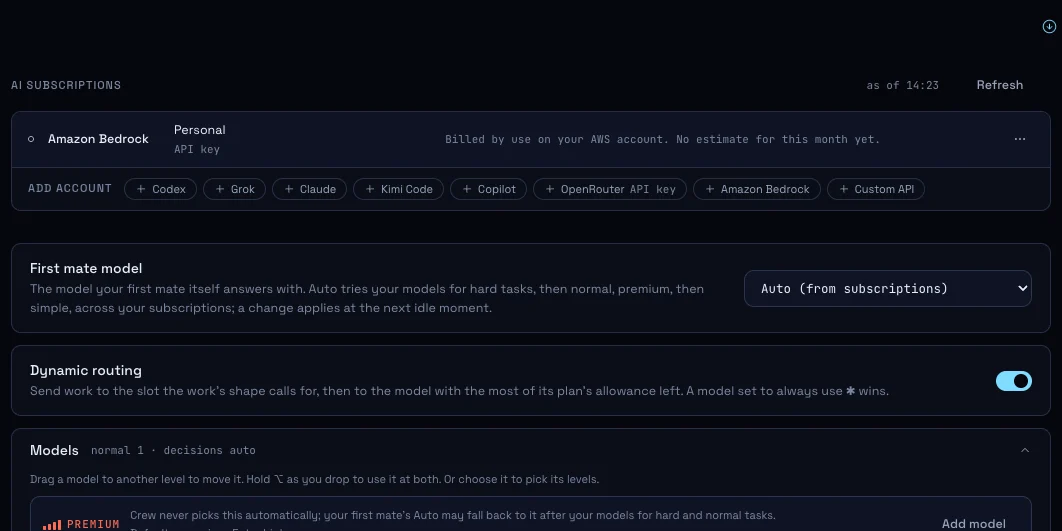 AI SUBSCRIPTIONS
as of 14:23
Refresh
Amazon Bedrock
Personal
API key
Billed by use on your AWS account. No estimate for this month yet.
...
ADD ACCOUNT
+ Codex
+ Grok
+ Claude
+ Kimi Code
+ Copilot
+ OpenRouter API key
+ Amazon Bedrock
+ Custom API
First mate model
The model your first mate itself answers with. Auto tries your models for hard tasks, then normal, premium, then
simple, across your subscriptions; a change applies at the next idle moment.
Auto (from subscriptions)
Dynamic routing
Send work to the slot the work's shape calls for, then to the model with the most of its plan's allowance left. A model set to always use ✱ wins.
Models normal 1 · decisions auto
Drag a model to another level to move it. Hold ⌥ as you drop to use it at both. Or choose it to pick its levels.
PREMIUM
Crew never picks this automatically; your first mate's Auto may fall back to it after your models for hard and normal tasks.
Add model